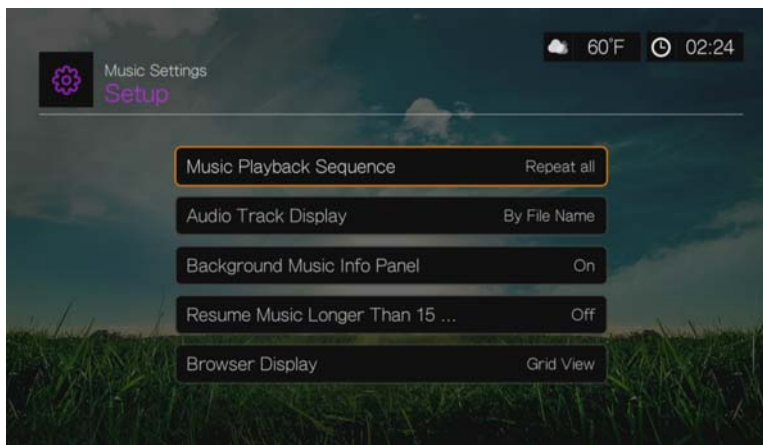 60°F 02:24
Music Settings
Setup
Music Playback Sequence Repeat all
Audio Track Display By File Name
Background Music Info Panel On
Resume Music Longer Than 15 ... Off
Browser Display Grid View